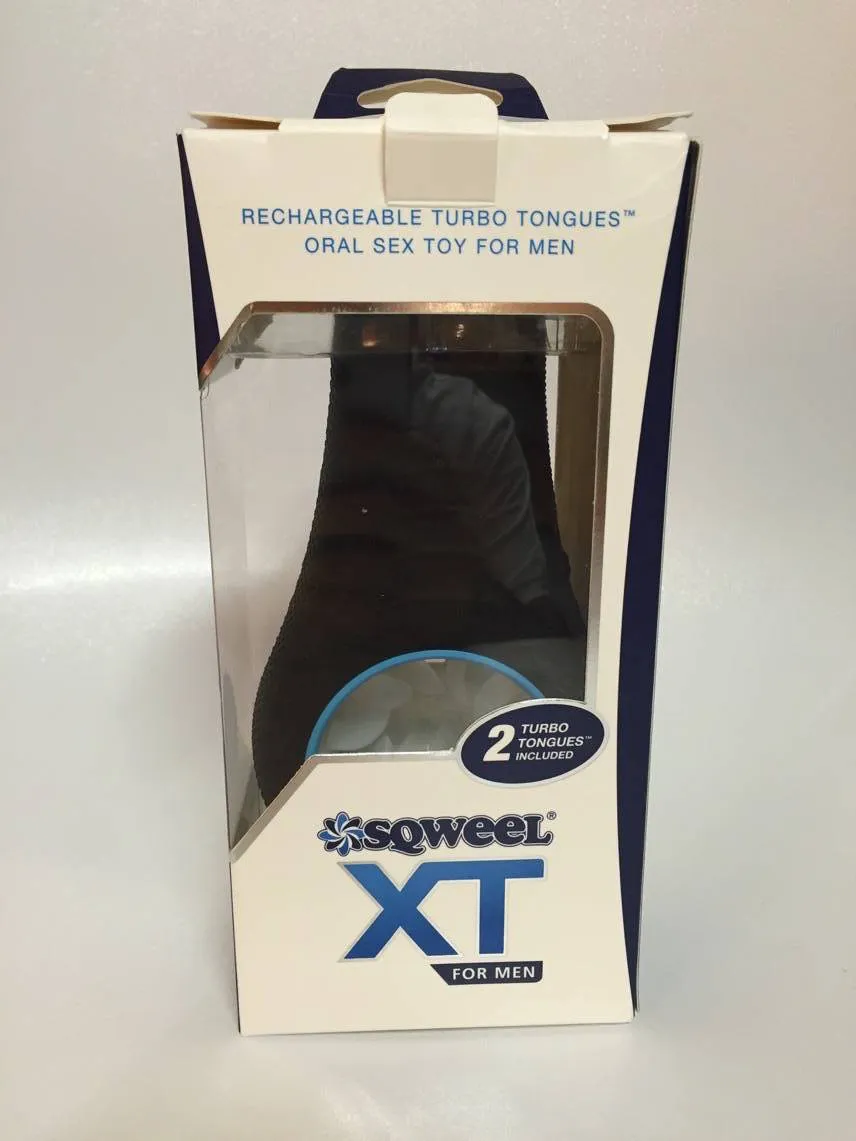 RECHARGEABLE TURBO TONGUES™
ORAL SEX TOY FOR MEN
2 TURBO
TONGUES™
INCLUDED
SQWEEL®
XT
FOR MEN